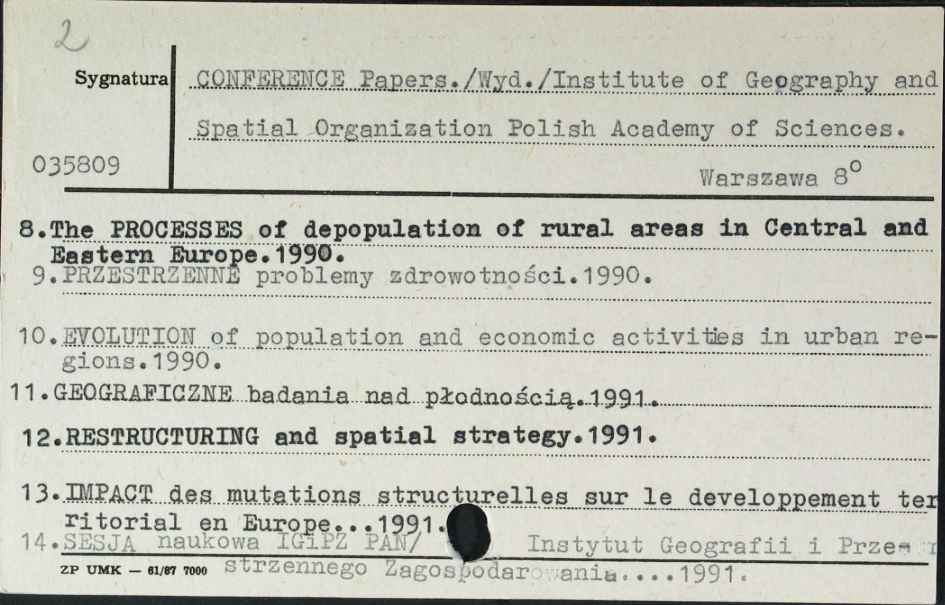 2
Sygnatura
CONFERENCE Papers./Wyd./Institute of Geography and
Spatial Organization Polish Academy of Sciences.
035809
Warszawa 8º
8.The PROCESSES of depopulation of rural areas in Central and
Eastern Europe.1990.
9.PRZESTRZENNE problemy zdrowotności.1990.
10.EVOLUTION of population and economic activities in urban re-
gions.1990.
11.GEOGRAFICZNE badania nad płodnością.1991.
12.RESTRUCTURING and spatial strategy.1991.
13.IMPACT des mutations structurelles sur le developpement ter
ritorial en Europe...1991.
14.SESJA naukowa IGiPZ PAN/ Instytut Geografii i Prze-
strzennego Zagospodarowania....1991.
ZP UMK — 61/87 7000